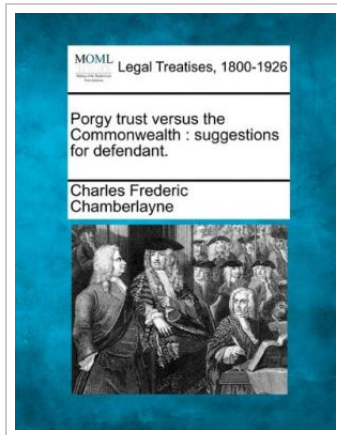 MOML
Legal Treatises, 1800-1926
Porgy trust versus the
Commonwealth : suggestions
for defendant.
Charles Frederic
Chamberlayne